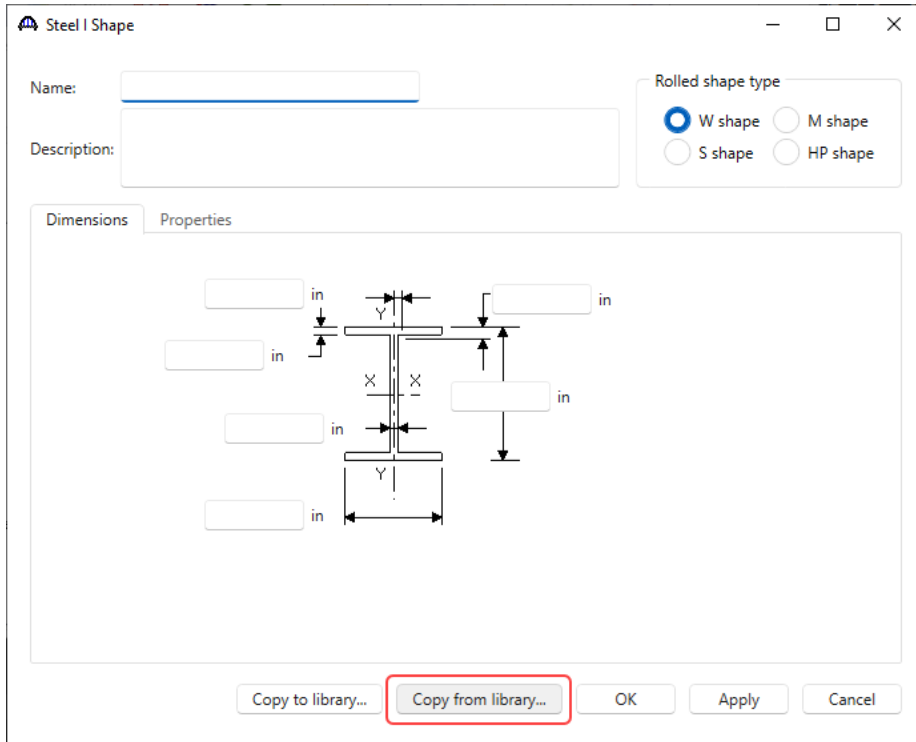 Steel I Shape
Name:
Rolled shape type
W shape
M shape
S shape
HP shape
Description:
Dimensions
Properties
in
in
Y
in
X
X
in
in
Y
in
Copy to library...
Copy from library...
OK
Apply
Cancel